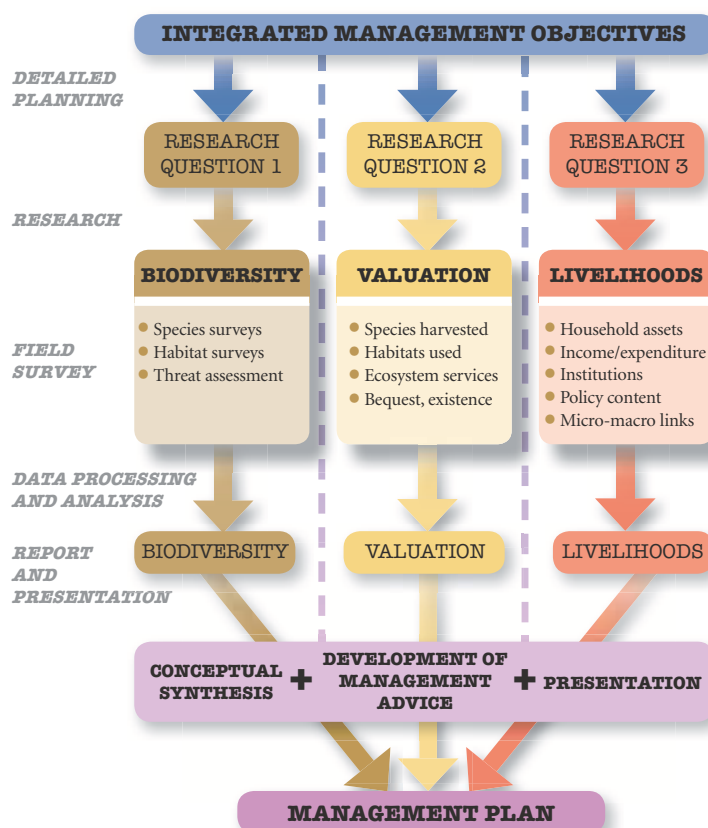 INTEGRATED MANAGEMENT OBJECTIVES
DETAILED
PLANNING
RESEARCH
QUESTION 1
RESEARCH
QUESTION 2
RESEARCH
QUESTION 3
RESEARCH
BIODIVERSITY
VALUATION
LIVELIHOODS
FIELD
SURVEY
• Species surveys
• Habitat surveys
• Threat assessment
• Species harvested
• Habitats used
• Ecosystem services
• Bequest, existence
• Household assets
• Income/expenditure
• Institutions
• Policy content
• Micro-macro links
DATA PROCESSING
AND ANALYSIS
REPORT
AND
PRESENTATION
BIODIVERSITY
VALUATION
LIVELIHOODS
CONCEPTUAL
SYNTHESIS
+
DEVELOPMENT OF
MANAGEMENT
ADVICE
+
PRESENTATION
MANAGEMENT PLAN